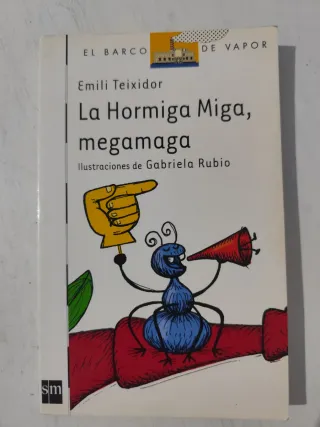 EL BARCO DE VAPOR
Emili Teixidor
La Hormiga Miga,
megamaga
Ilustraciones de Gabriela Rubio
sm